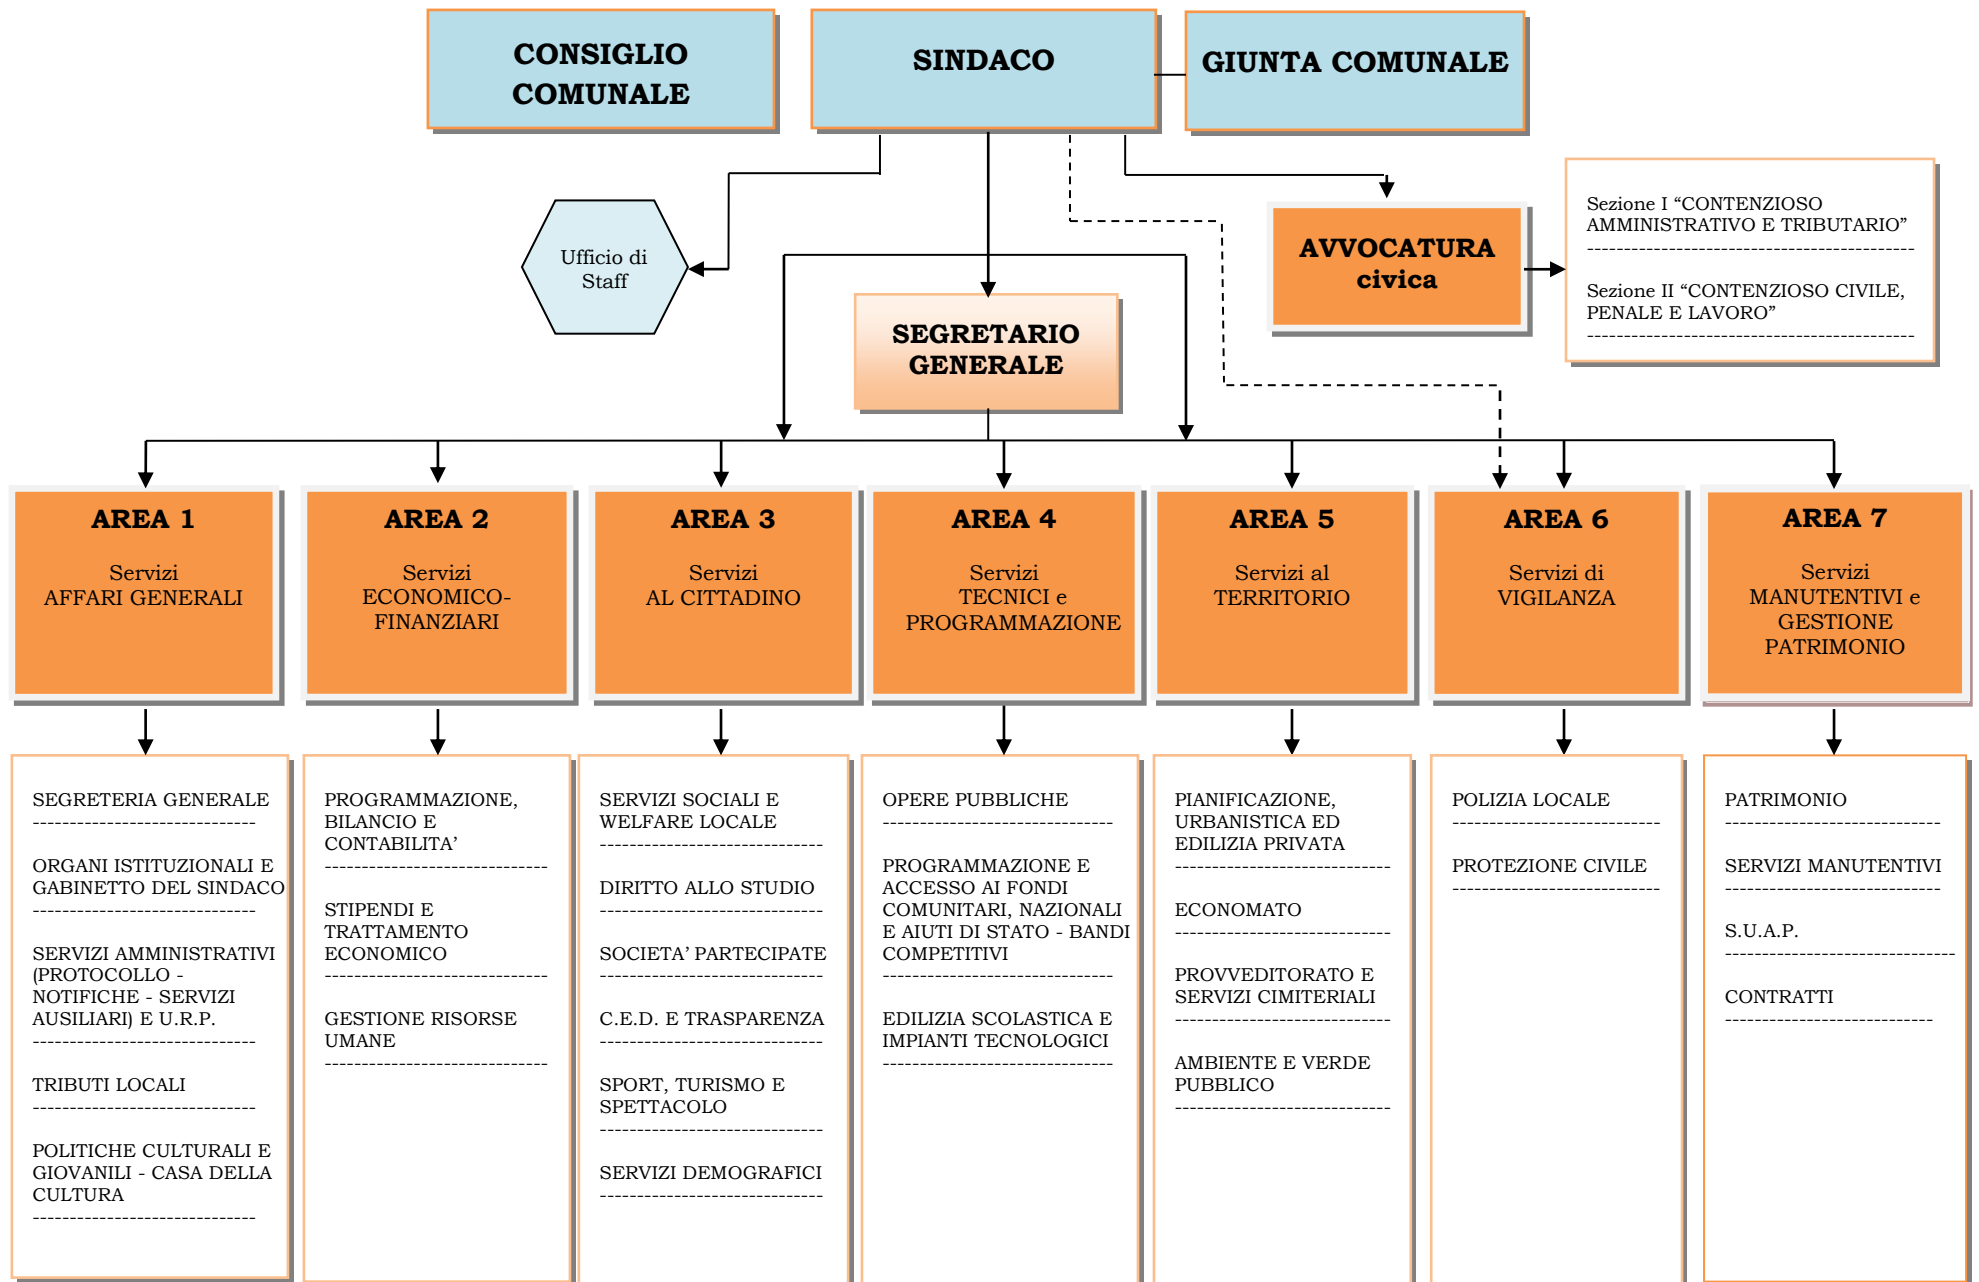 CONSIGLIO
COMUNALE
SINDACO
GIUNTA COMUNALE
Ufficio di
Staff
SEGRETARIO
GENERALE
AVVOCATURA
civica
Sezione I “CONTENZIOSO
AMMINISTRATIVO E TRIBUTARIO”
--------------------------------------------
Sezione II “CONTENZIOSO CIVILE,
PENALE E LAVORO”
--------------------------------------------
AREA 1
Servizi
AFFARI GENERALI
AREA 2
Servizi
ECONOMICO-
FINANZIARI
AREA 3
Servizi
AL CITTADINO
AREA 4
Servizi
TECNICI e
PROGRAMMAZIONE
AREA 5
Servizi al
TERRITORIO
AREA 6
Servizi di
VIGILANZA
AREA 7
Servizi
MANUTENTIVI e
GESTIONE
PATRIMONIO
SEGRETERIA GENERALE
------------------------------
ORGANI ISTITUZIONALI E
GABINETTO DEL SINDACO
------------------------------
SERVIZI AMMINISTRATIVI
(PROTOCOLLO -
NOTIFICHE - SERVIZI
AUSILIARI) E U.R.P.
------------------------------
TRIBUTI LOCALI
------------------------------
POLITICHE CULTURALI E
GIOVANILI - CASA DELLA
CULTURA
------------------------------
PROGRAMMAZIONE,
BILANCIO E
CONTABILITA’
------------------------------
STIPENDI E
TRATTAMENTO
ECONOMICO
------------------------------
GESTIONE RISORSE
UMANE
------------------------------
SERVIZI SOCIALI E
WELFARE LOCALE
------------------------------
DIRITTO ALLO STUDIO
------------------------------
SOCIETA’ PARTECIPATE
------------------------------
C.E.D. E TRASPARENZA
------------------------------
SPORT, TURISMO E
SPETTACOLO
------------------------------
SERVIZI DEMOGRAFICI
------------------------------
OPERE PUBBLICHE
-------------------------------
PROGRAMMAZIONE E
ACCESSO AI FONDI
COMUNITARI, NAZIONALI
E AIUTI DI STATO - BANDI
COMPETITIVI
-------------------------------
EDILIZIA SCOLASTICA E
IMPIANTI TECNOLOGICI
-------------------------------
PIANIFICAZIONE,
URBANISTICA ED
EDILIZIA PRIVATA
-----------------------------
ECONOMATO
-----------------------------
PROVVEDITORATO E
SERVIZI CIMITERIALI
-----------------------------
AMBIENTE E VERDE
PUBBLICO
-----------------------------
POLIZIA LOCALE
----------------------------
PROTEZIONE CIVILE
----------------------------
PATRIMONIO
-----------------------------
SERVIZI MANUTENTIVI
-----------------------------
S.U.A.P.
-------------------------------
CONTRATTI
----------------------------